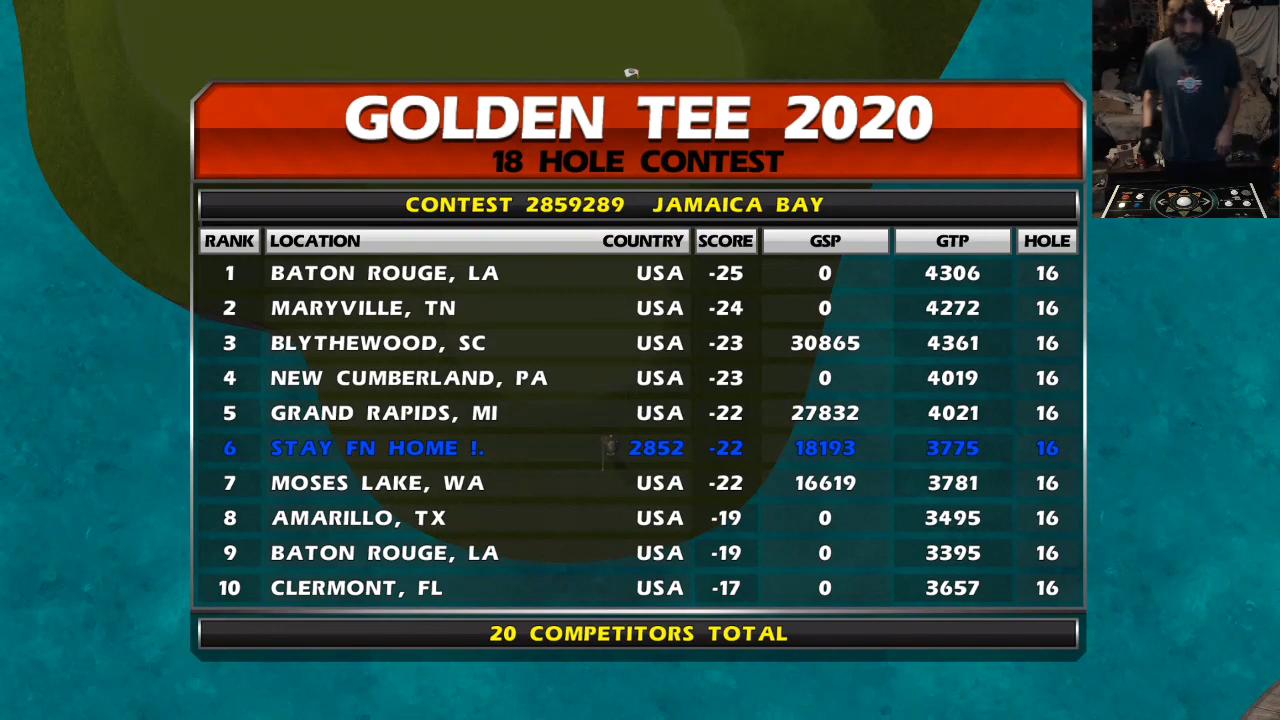 GOLDEN TEE 2020
18 HOLE CONTEST
CONTEST 2859289 JAMAICA BAY
RANK LOCATION COUNTRY SCORE GSP GTP HOLE
1 BATON ROUGE, LA USA -25 0 4306 16
2 MARYVILLE, TN USA -24 0 4272 16
3 BLYTHEWOOD, SC USA -23 30865 4361 16
4 NEW CUMBERLAND, PA USA -23 0 4019 16
5 GRAND RAPIDS, MI USA -22 27832 4021 16
6 STAY FN HOME !. 2852 -22 18193 3775 16
7 MOSES LAKE, WA USA -22 16619 3781 16
8 AMARILLO, TX USA -19 0 3495 16
9 BATON ROUGE, LA USA -19 0 3395 16
10 CLERMONT, FL USA -17 0 3657 16
20 COMPETITORS TOTAL